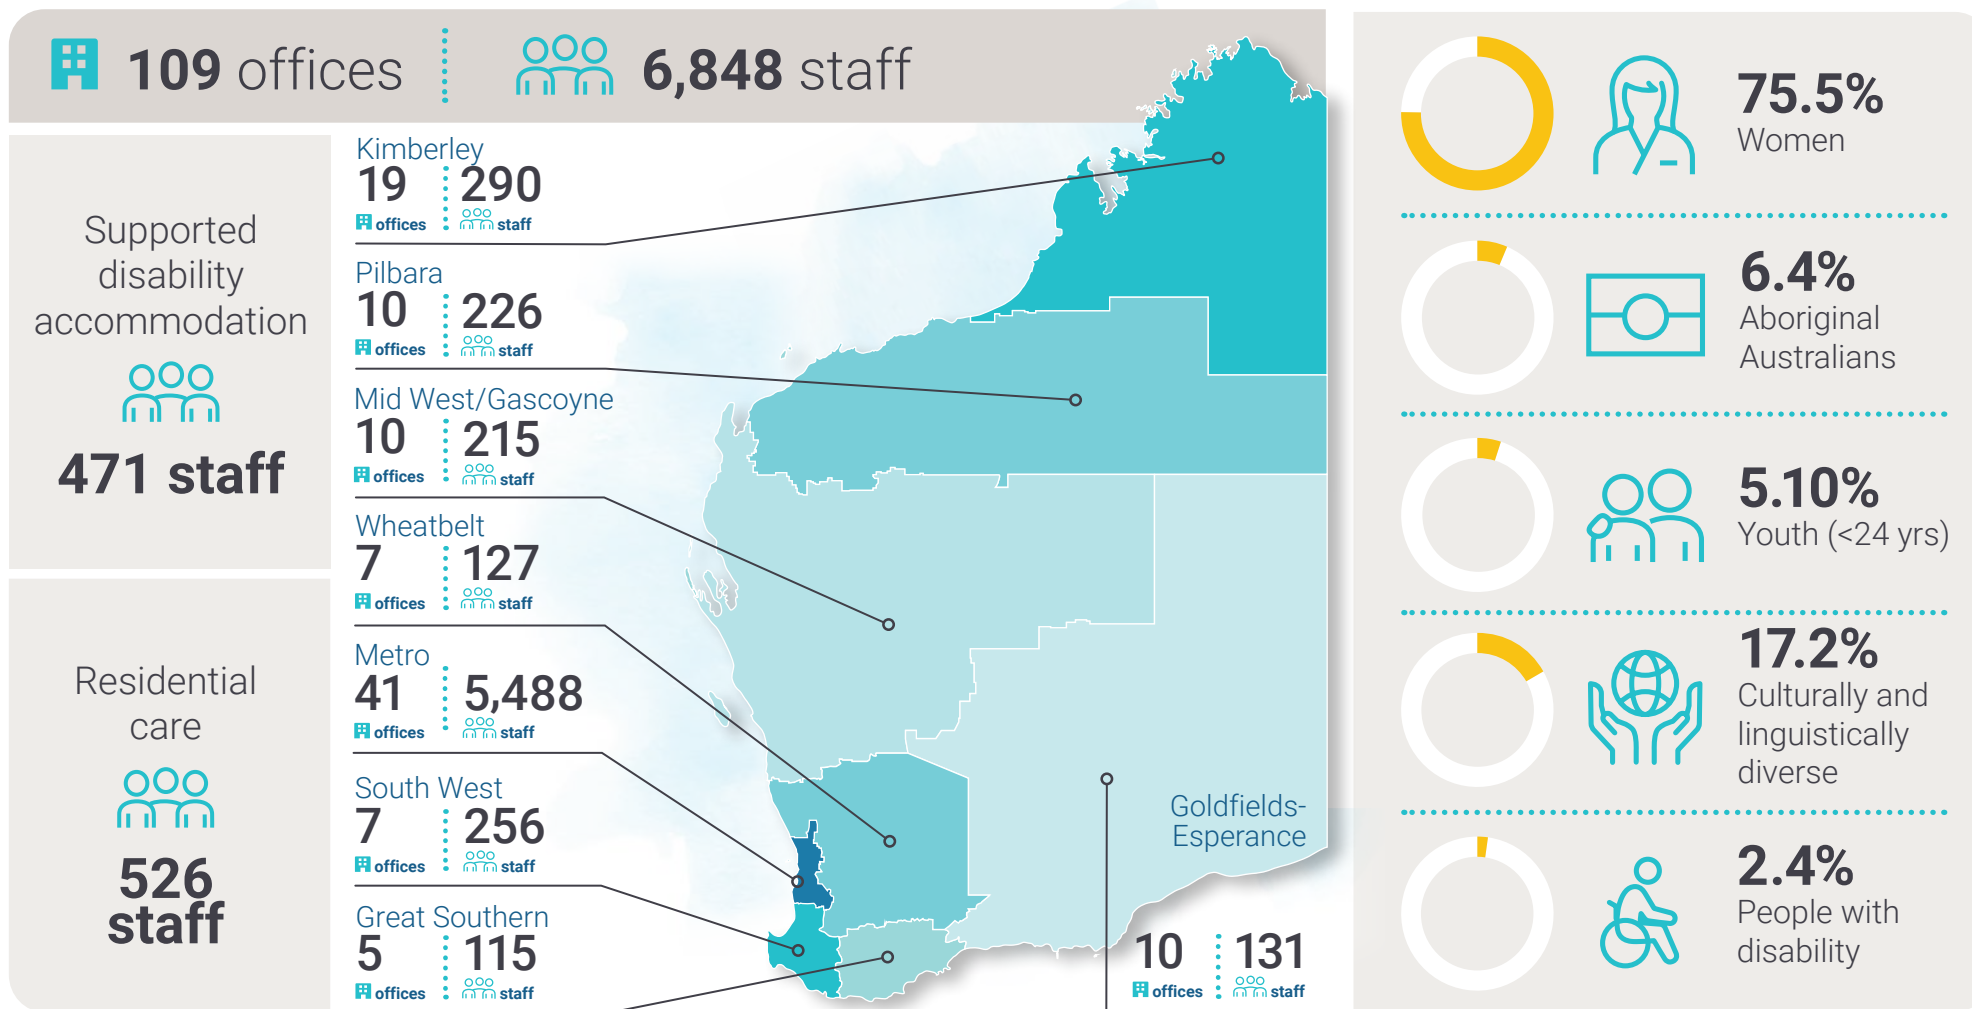 109 offices
6,848 staff
Supported
disability
accommodation
471 staff
Residential
care
526
staff
Kimberley
19 290
offices staff
Pilbara
10 226
offices staff
Mid West/Gascoyne
10 215
offices staff
Wheatbelt
7 127
offices staff
Metro
41 5,488
offices staff
South West
7 256
offices staff
Great Southern
5 115
offices staff
Goldfields-
Esperance
10 131
offices staff
75.5%
Women
6.4%
Aboriginal
Australians
5.10%
Youth (<24 yrs)
17.2%
Culturally and
linguistically
diverse
2.4%
People with
disability